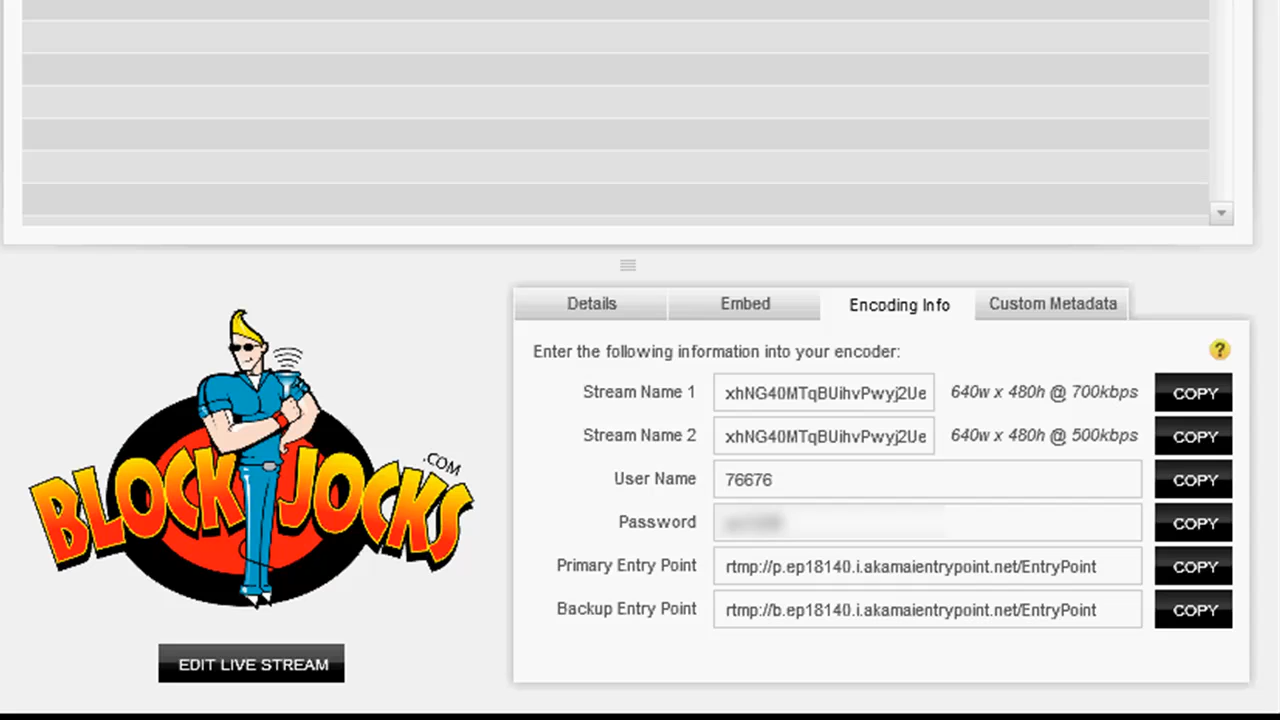 Details Embed Encoding Info Custom Metadata
Enter the following information into your encoder: ?
Stream Name 1 xhNG40MTqBUihvPwyj2Ue 640w x 480h @ 700kbps COPY
Stream Name 2 xhNG40MTqBUihvPwyj2Ue 640w x 480h @ 500kbps COPY
User Name 76676 COPY
Password COPY
Primary Entry Point rtmp://p.ep18140.i.akamaientrypoint.net/EntryPoint COPY
Backup Entry Point rtmp://b.ep18140.i.akamaientrypoint.net/EntryPoint COPY
BLOCK JOCKS .COM
EDIT LIVE STREAM